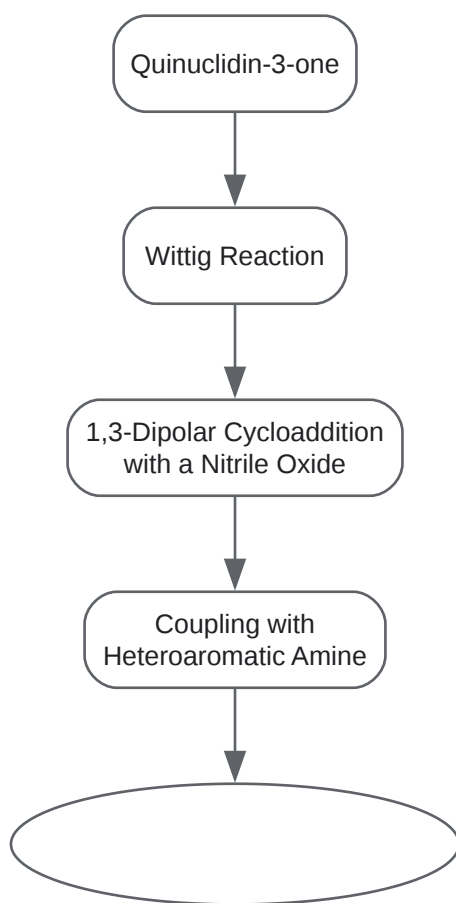 Quinuclidin-3-one
Wittig Reaction
1,3-Dipolar Cycloaddition
with a Nitrile Oxide
Coupling with
Heteroaromatic Amine